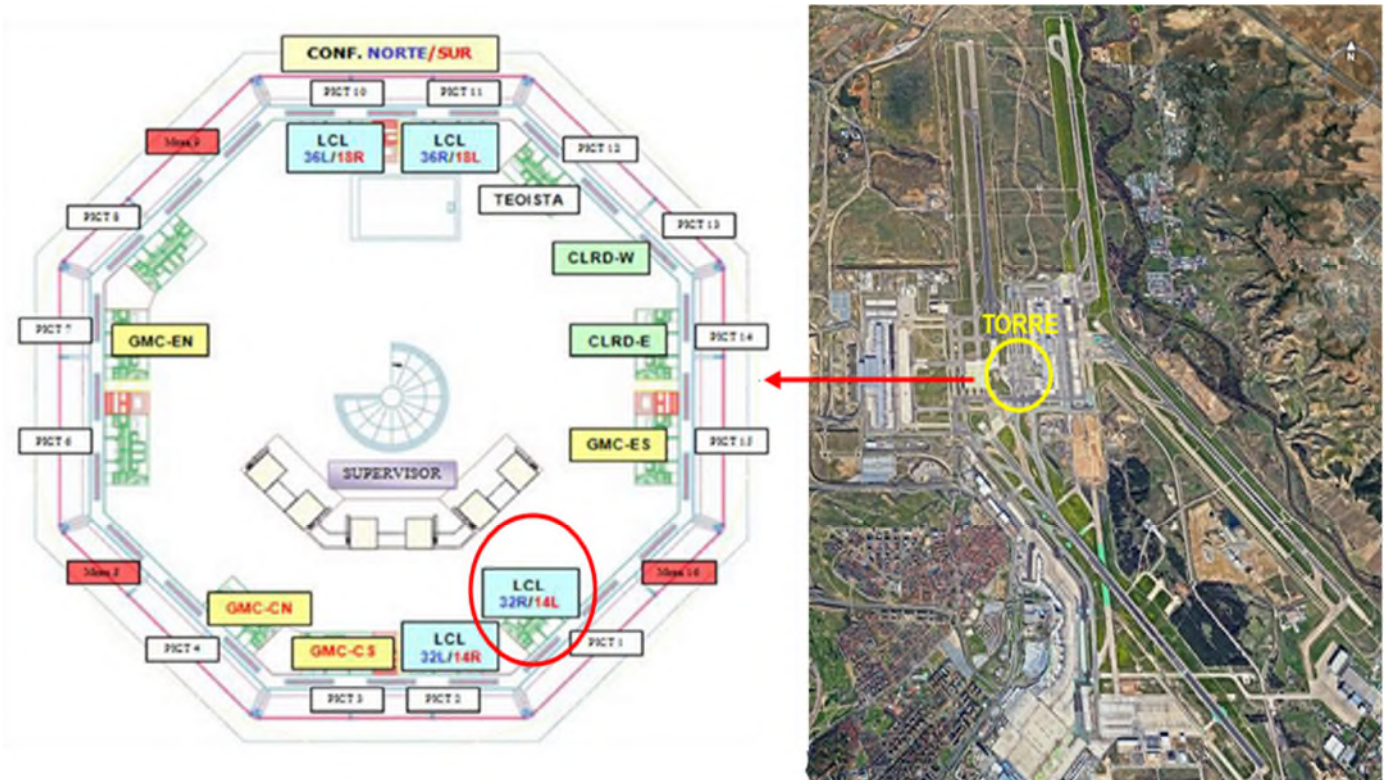 CONF. NORTE/SUR
PICT 10
PICT 11
LCL
36L/18R
LCL
36R/18L
Mesa 9
PICT 12
TEOISTA
PICT 8
PICT 13
CLRD-W
PICT 7
GMC-EN
CLRD-E
PICT 14
PICT 6
GMC-ES
PICT 15
SUPERVISOR
Mesa 5
Mesa 16
LCL
32R/14L
GMC-CN
PICT 4
GMC-CS
LCL
32L/14R
PICT 1
PICT 3
PICT 2
N
TORRE